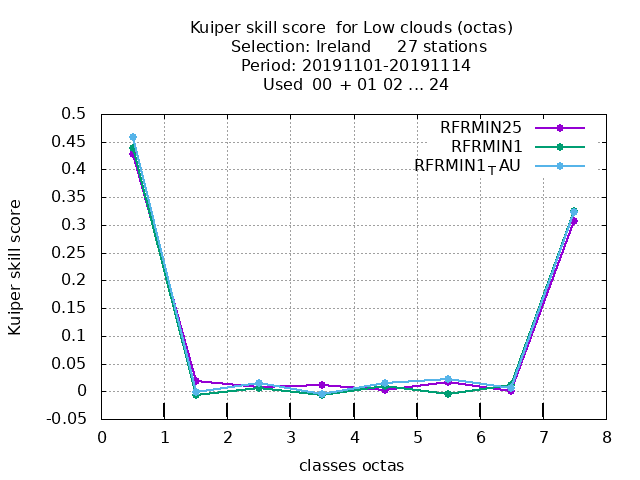 Kuiper skill score  for Low clouds (octas)
Selection: Ireland     27 stations
Period: 20191101-20191114
Used  00 + 01 02 ... 24
RFRMIN25
RFRMIN1
RFRMIN1TAU
Kuiper skill score
0.5
0.45
0.4
0.35
0.3
0.25
0.2
0.15
0.1
0.05
0
-0.05
0 1 2 3 4 5 6 7 8
classes octas